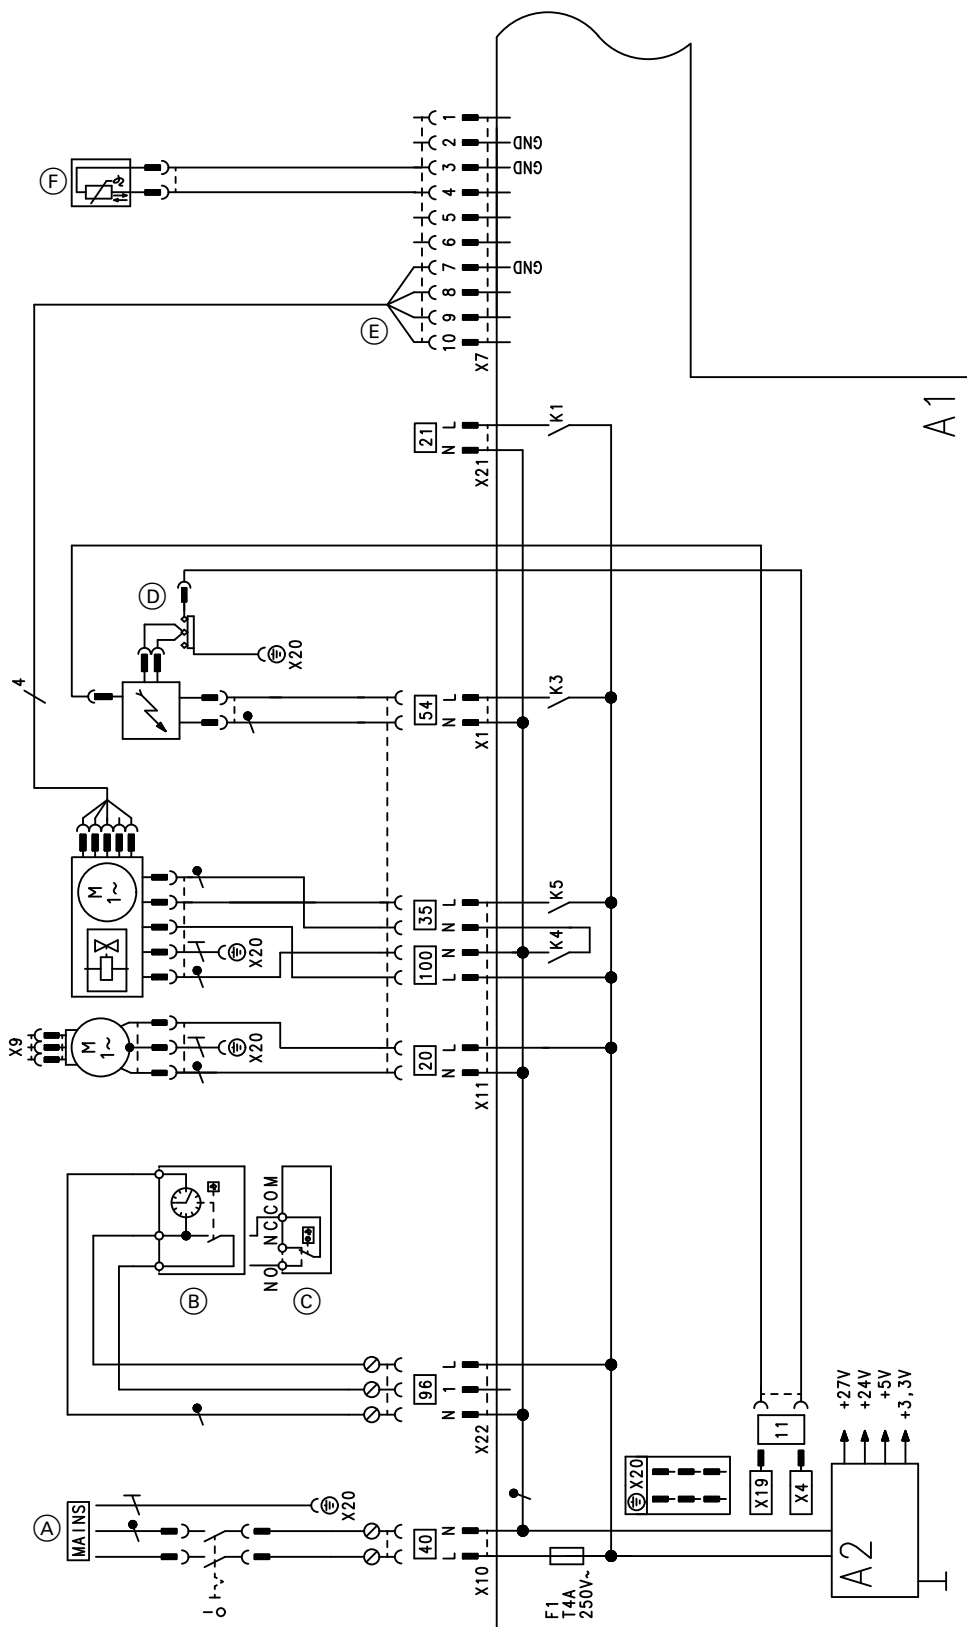 F
1
2
3
4
5
6
7
8
9
10
GND
GND
GND
E
X7
A1
21
L
N
X21
K1
D
X20
4
54
L
N
X1
K3
M
1~
X20
35
L
N
100
N
L
K5
K4
X9
M
1~
X20
20
L
N
X11
B
NO NC COM
C
96
L
1
N
X22
A
MAINS
X20
I O
40
N
L
X10
F1
T4A
250V~
X20
11
X19
X4
A2
+27V
+24V
+5V
+3,3V